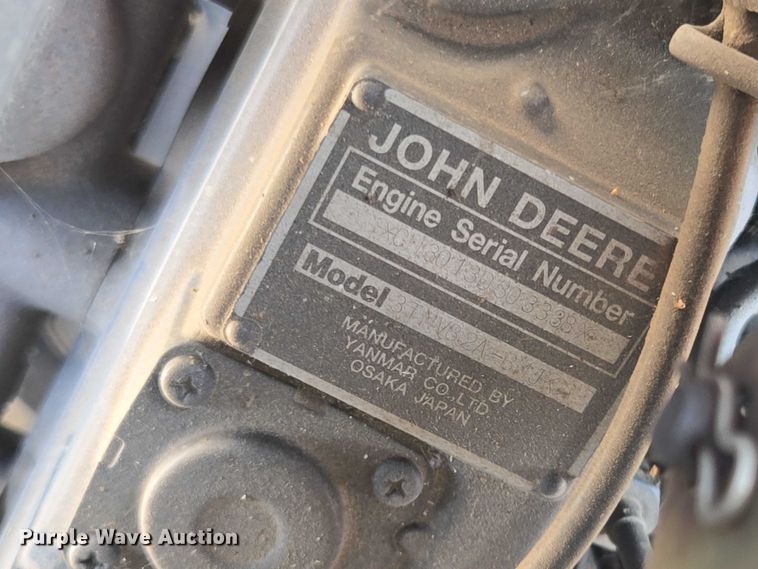 JOHN DEERE
Engine Serial Number
Model
MANUFACTURED BY
YANMAR CO., LTD.
OSAKA JAPAN
Purple Wave Auction